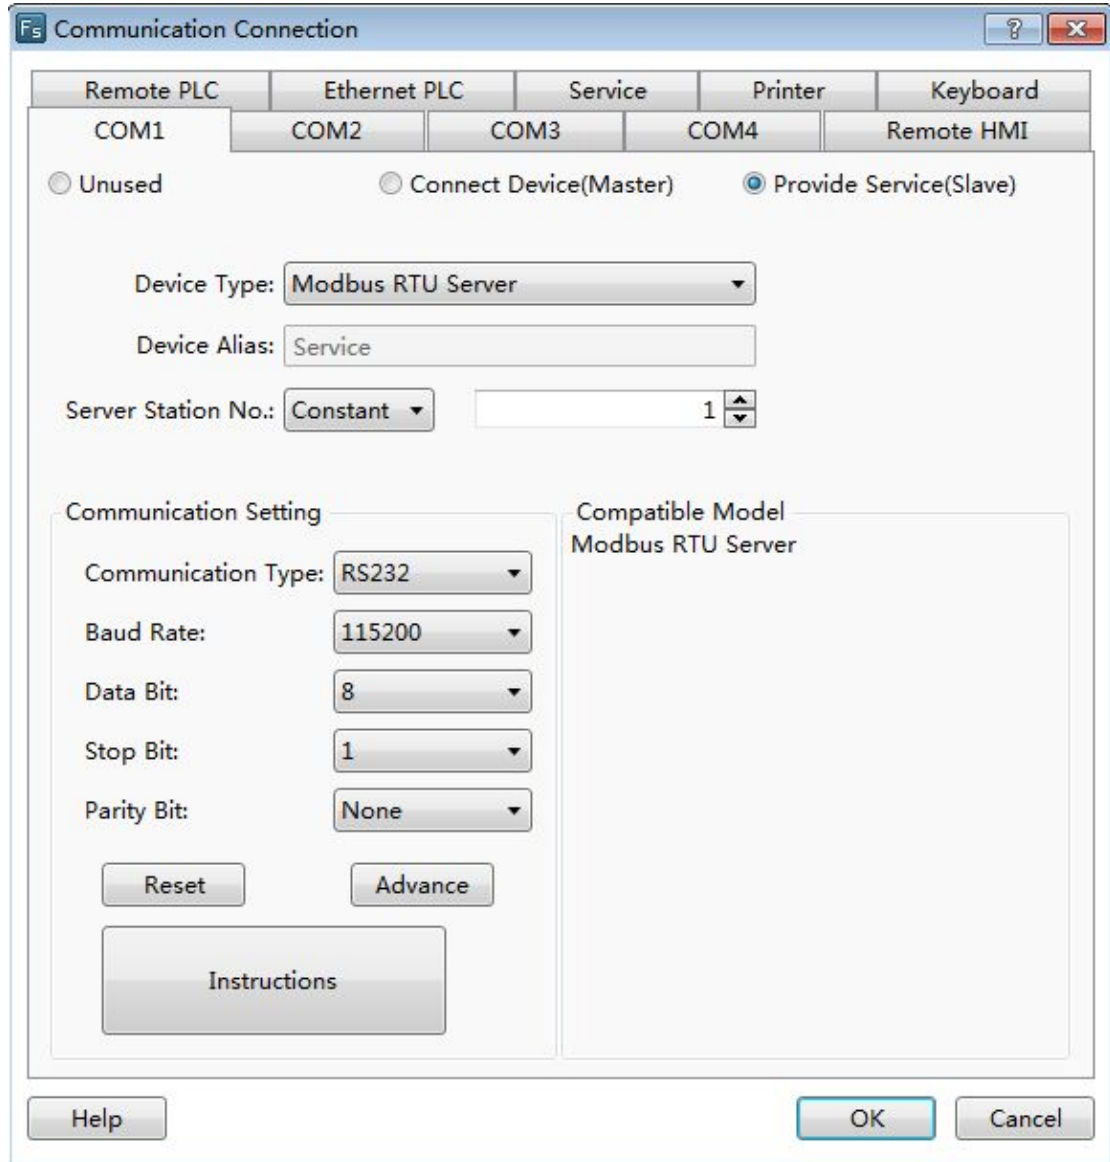 Fs Communication Connection
Remote PLC Ethernet PLC Service Printer Keyboard
COM1 COM2 COM3 COM4 Remote HMI
Unused Connect Device(Master) Provide Service(Slave)
Device Type: Modbus RTU Server
Device Alias: Service
Server Station No.: Constant 1
Communication Setting
Communication Type: RS232
Baud Rate: 115200
Data Bit: 8
Stop Bit: 1
Parity Bit: None
Reset Advance
Instructions
Compatible Model
Modbus RTU Server
Help OK Cancel